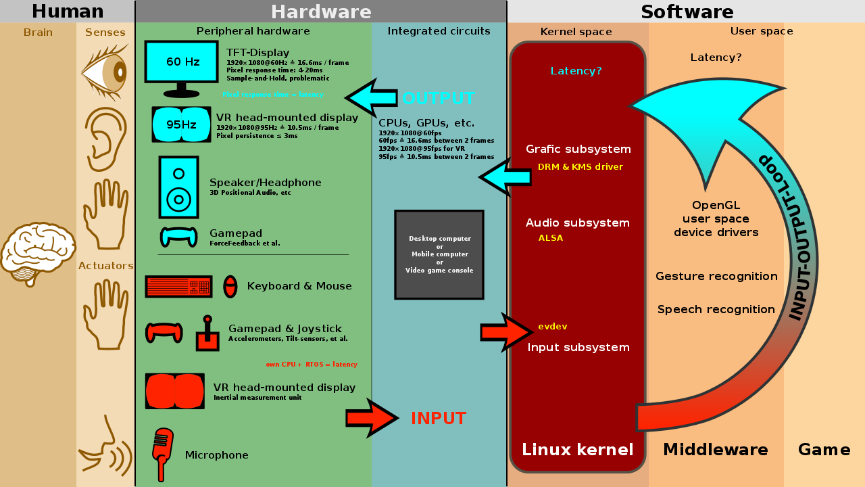 Human
Hardware
Software
Brain
Senses
Peripheral hardware
Integrated circuits
Kernel space
User space
60 Hz
TFT-Display
1920×1080@60Hz ≙ 16.6ms / frame
Pixel response time: 4-20ms
Sample-and-Hold, problematic
95Hz
VR head-mounted display
1920×1080@95Hz ≙ 10.5ms / frame
Pixel persistence ≤ 3ms
Speaker/Headphone
3D Positional Audio, etc
Gamepad
ForceFeedback et al.
Actuators
Keyboard & Mouse
Gamepad & Joystick
Accelerometers, Tilt-sensors, et al.
own CPU + RTOS = latency
VR head-mounted display
Inertial measurement unit
Microphone
OUTPUT
CPUs, GPUs, etc.
1920×1080@60fps
60fps ≙ 16.6ms between 2 frames
1920×1080@95fps for VR
95fps ≙ 10.5ms between 2 frames
Desktop computer
or
Mobile computer
or
Video game console
INPUT
Latency?
Grafic subsystem
DRM & KMS driver
Audio subsystem
ALSA
evdev
Input subsystem
Linux kernel
Latency?
OpenGL
user space
device drivers
Gesture recognition
Speech recognition
INPUT-OUTPUT-Loop
Middleware
Game